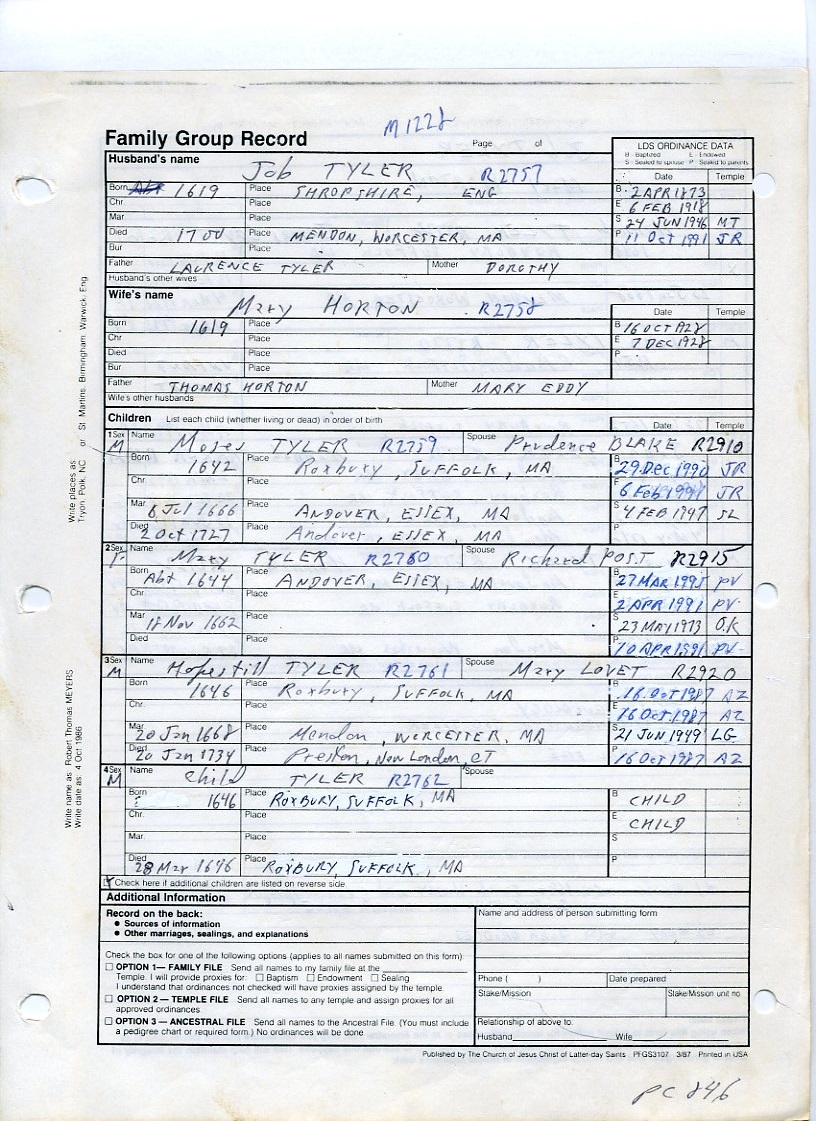 M1228
Family Group Record
Page of
LDS ORDINANCE DATA
B - Baptized E - Endowed
S - Sealed to spouse P - Sealed to parents
Husband's name
Job TYLER R2757
Date Temple
Born 1619 Place SHROPSHIRE, ENG B 2 APR 1873
Chr. Place E 6 FEB 1918
Mar Place S 24 JUN 1946 MT
Died 1700 Place MENDON, WORCESTER, MA P 11 Oct 1991 JR
Bur Place
Father LAURENCE TYLER Mother DOROTHY
Husband's other wives
Wife's name
Mary HORTON R2758
Date Temple
Born 1619 Place B 16 OCT 1928
Chr Place E 7 DEC 1928
Died Place P
Bur Place
Father THOMAS HORTON Mother MARY EDDY
Wife's other husbands
Children List each child (whether living or dead) in order of birth
Date Temple
1 Sex M Name Moses TYLER R2759 Spouse Prudence BLAKE R2910
Born 1642 Place Roxbury, SUFFOLK, MA B 29 Dec 1990 JR
Chr. Place E 6 Feb 1991 JR
Mar 6 Jul 1666 Place ANDOVER, ESSEX, MA S 4 FEB 1947 SL
Died 2 Oct 1727 Place Andover, ESSEX, MA P
2 Sex F Name Mary TYLER R2760 Spouse Richard POST R2915
Born Abt 1644 Place ANDOVER, ESSEX, MA B 27 MAR 1991 PV
Chr. Place E 2 APR 1991 PV
Mar 18 Nov 1662 Place S 23 MAY 1973 OK
Died Place P 10 APR 1991 PV
3 Sex M Name Hopestill TYLER R2761 Spouse Mary LOVET R2920
Born 1646 Place Roxbury, SUFFOLK, MA B 16 Oct 1987 AZ
Chr. Place E 16 Oct 1987 AZ
Mar 20 Jan 1668 Place Mendon, WORCESTER, MA S 21 JUN 1949 LG
Died 20 Jan 1734 Place Preston, New London, CT P 16 Oct 1987 AZ
4 Sex M Name Child TYLER R2762 Spouse
Born 1646 Place ROXBURY, SUFFOLK, MA B CHILD
Chr. Place E CHILD
Mar. Place S
Died 28 Mar 1646 Place ROXBURY, SUFFOLK, MA P
Check here if additional children are listed on reverse side.
Additional Information
Record on the back:
• Sources of information
• Other marriages, sealings, and explanations
Check the box for one of the following options (applies to all names submitted on this form):
OPTION 1— FAMILY FILE Send all names to my family file at the
Temple. I will provide proxies for: Baptism Endowment Sealing
I understand that ordinances not checked will have proxies assigned by the temple.
OPTION 2 – TEMPLE FILE Send all names to any temple and assign proxies for all
approved ordinances
OPTION 3 – ANCESTRAL FILE Send all names to the Ancestral File. (You must include
a pedigree chart or required form.) No ordinances will be done.
Name and address of person submitting form
Phone ( ) Date prepared
Stake/Mission Stake/Mission unit no.
Relationship of above to:
Husband Wife
Published by The Church of Jesus Christ of Latter-day Saints PFGS3107 3/87 Printed in USA
PC 846
Write places as: Tryon, Polk, NC or St. Martins, Birmingham, Warwick, Eng
Write name as: Robert Thomas MEYERS
Write date as: 4 Oct 1986